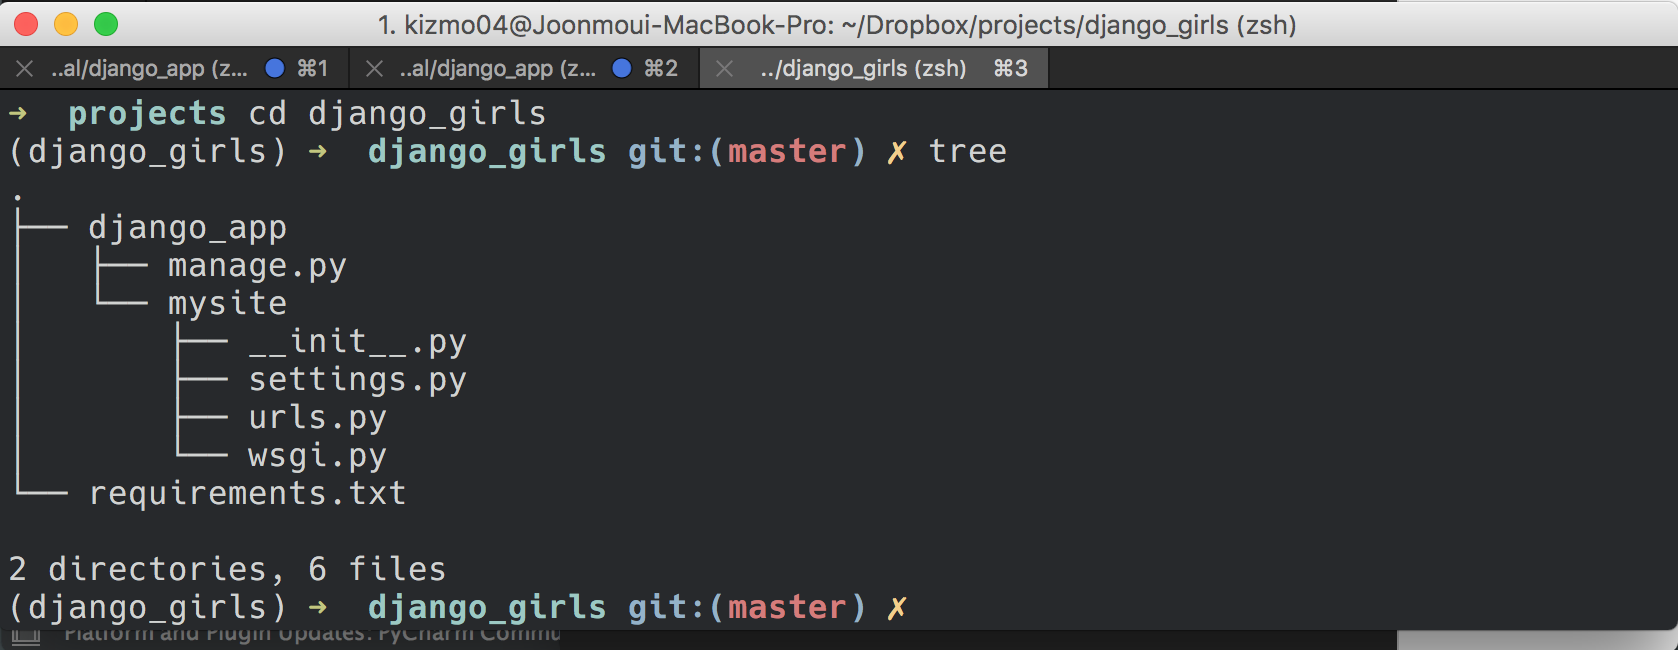 1. kizmo04@Joonmoui-MacBook-Pro: ~/Dropbox/projects/django_girls (zsh)
..al/django_app (z... ⌘1 ..al/django_app (z... ⌘2 ../django_girls (zsh) ⌘3
➜ projects cd django_girls
(django_girls) ➜ django_girls git:(master) ✗ tree
.
├── django_app
│   ├── manage.py
│   └── mysite
│       ├── __init__.py
│       ├── settings.py
│       ├── urls.py
│       └── wsgi.py
└── requirements.txt
2 directories, 6 files
(django_girls) ➜ django_girls git:(master) ✗
Platform and Plugin Updates: PyCharm Commu